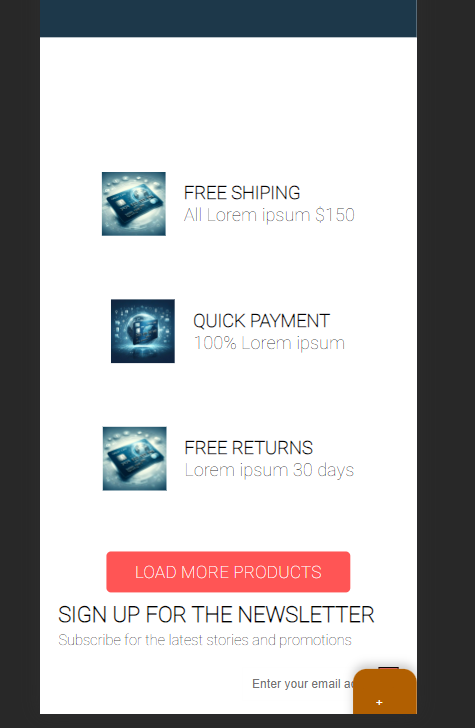 FREE SHIPING
All Lorem ipsum $150
QUICK PAYMENT
100% Lorem ipsum
FREE RETURNS
Lorem ipsum 30 days
LOAD MORE PRODUCTS
SIGN UP FOR THE NEWSLETTER
Subscribe for the latest stories and promotions
Enter your email
+